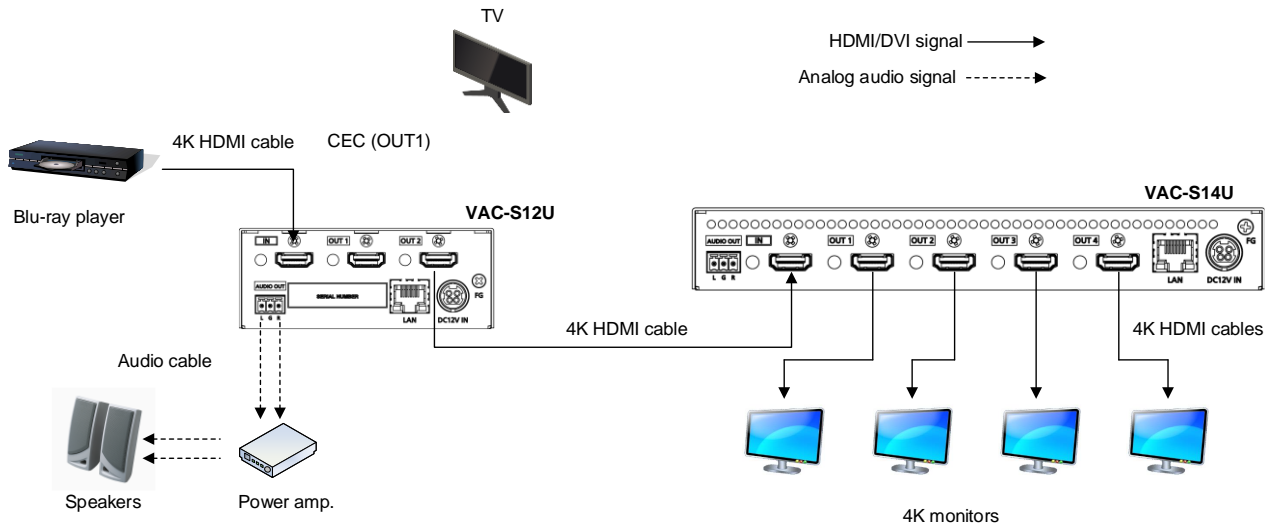 TV
HDMI/DVI signal
Analog audio signal
4K HDMI cable
CEC (OUT1)
Blu-ray player
VAC-S12U
VAC-S14U
IN
OUT 1
OUT 2
AUDIO OUT
SERIAL NUMBER
L G R
LAN
DC12V IN
FG
AUDIO OUT
IN
OUT 1
OUT 2
OUT 3
OUT 4
FG
L G R
LAN
DC12V IN
4K HDMI cable
4K HDMI cables
Audio cable
Speakers
Power amp.
4K monitors